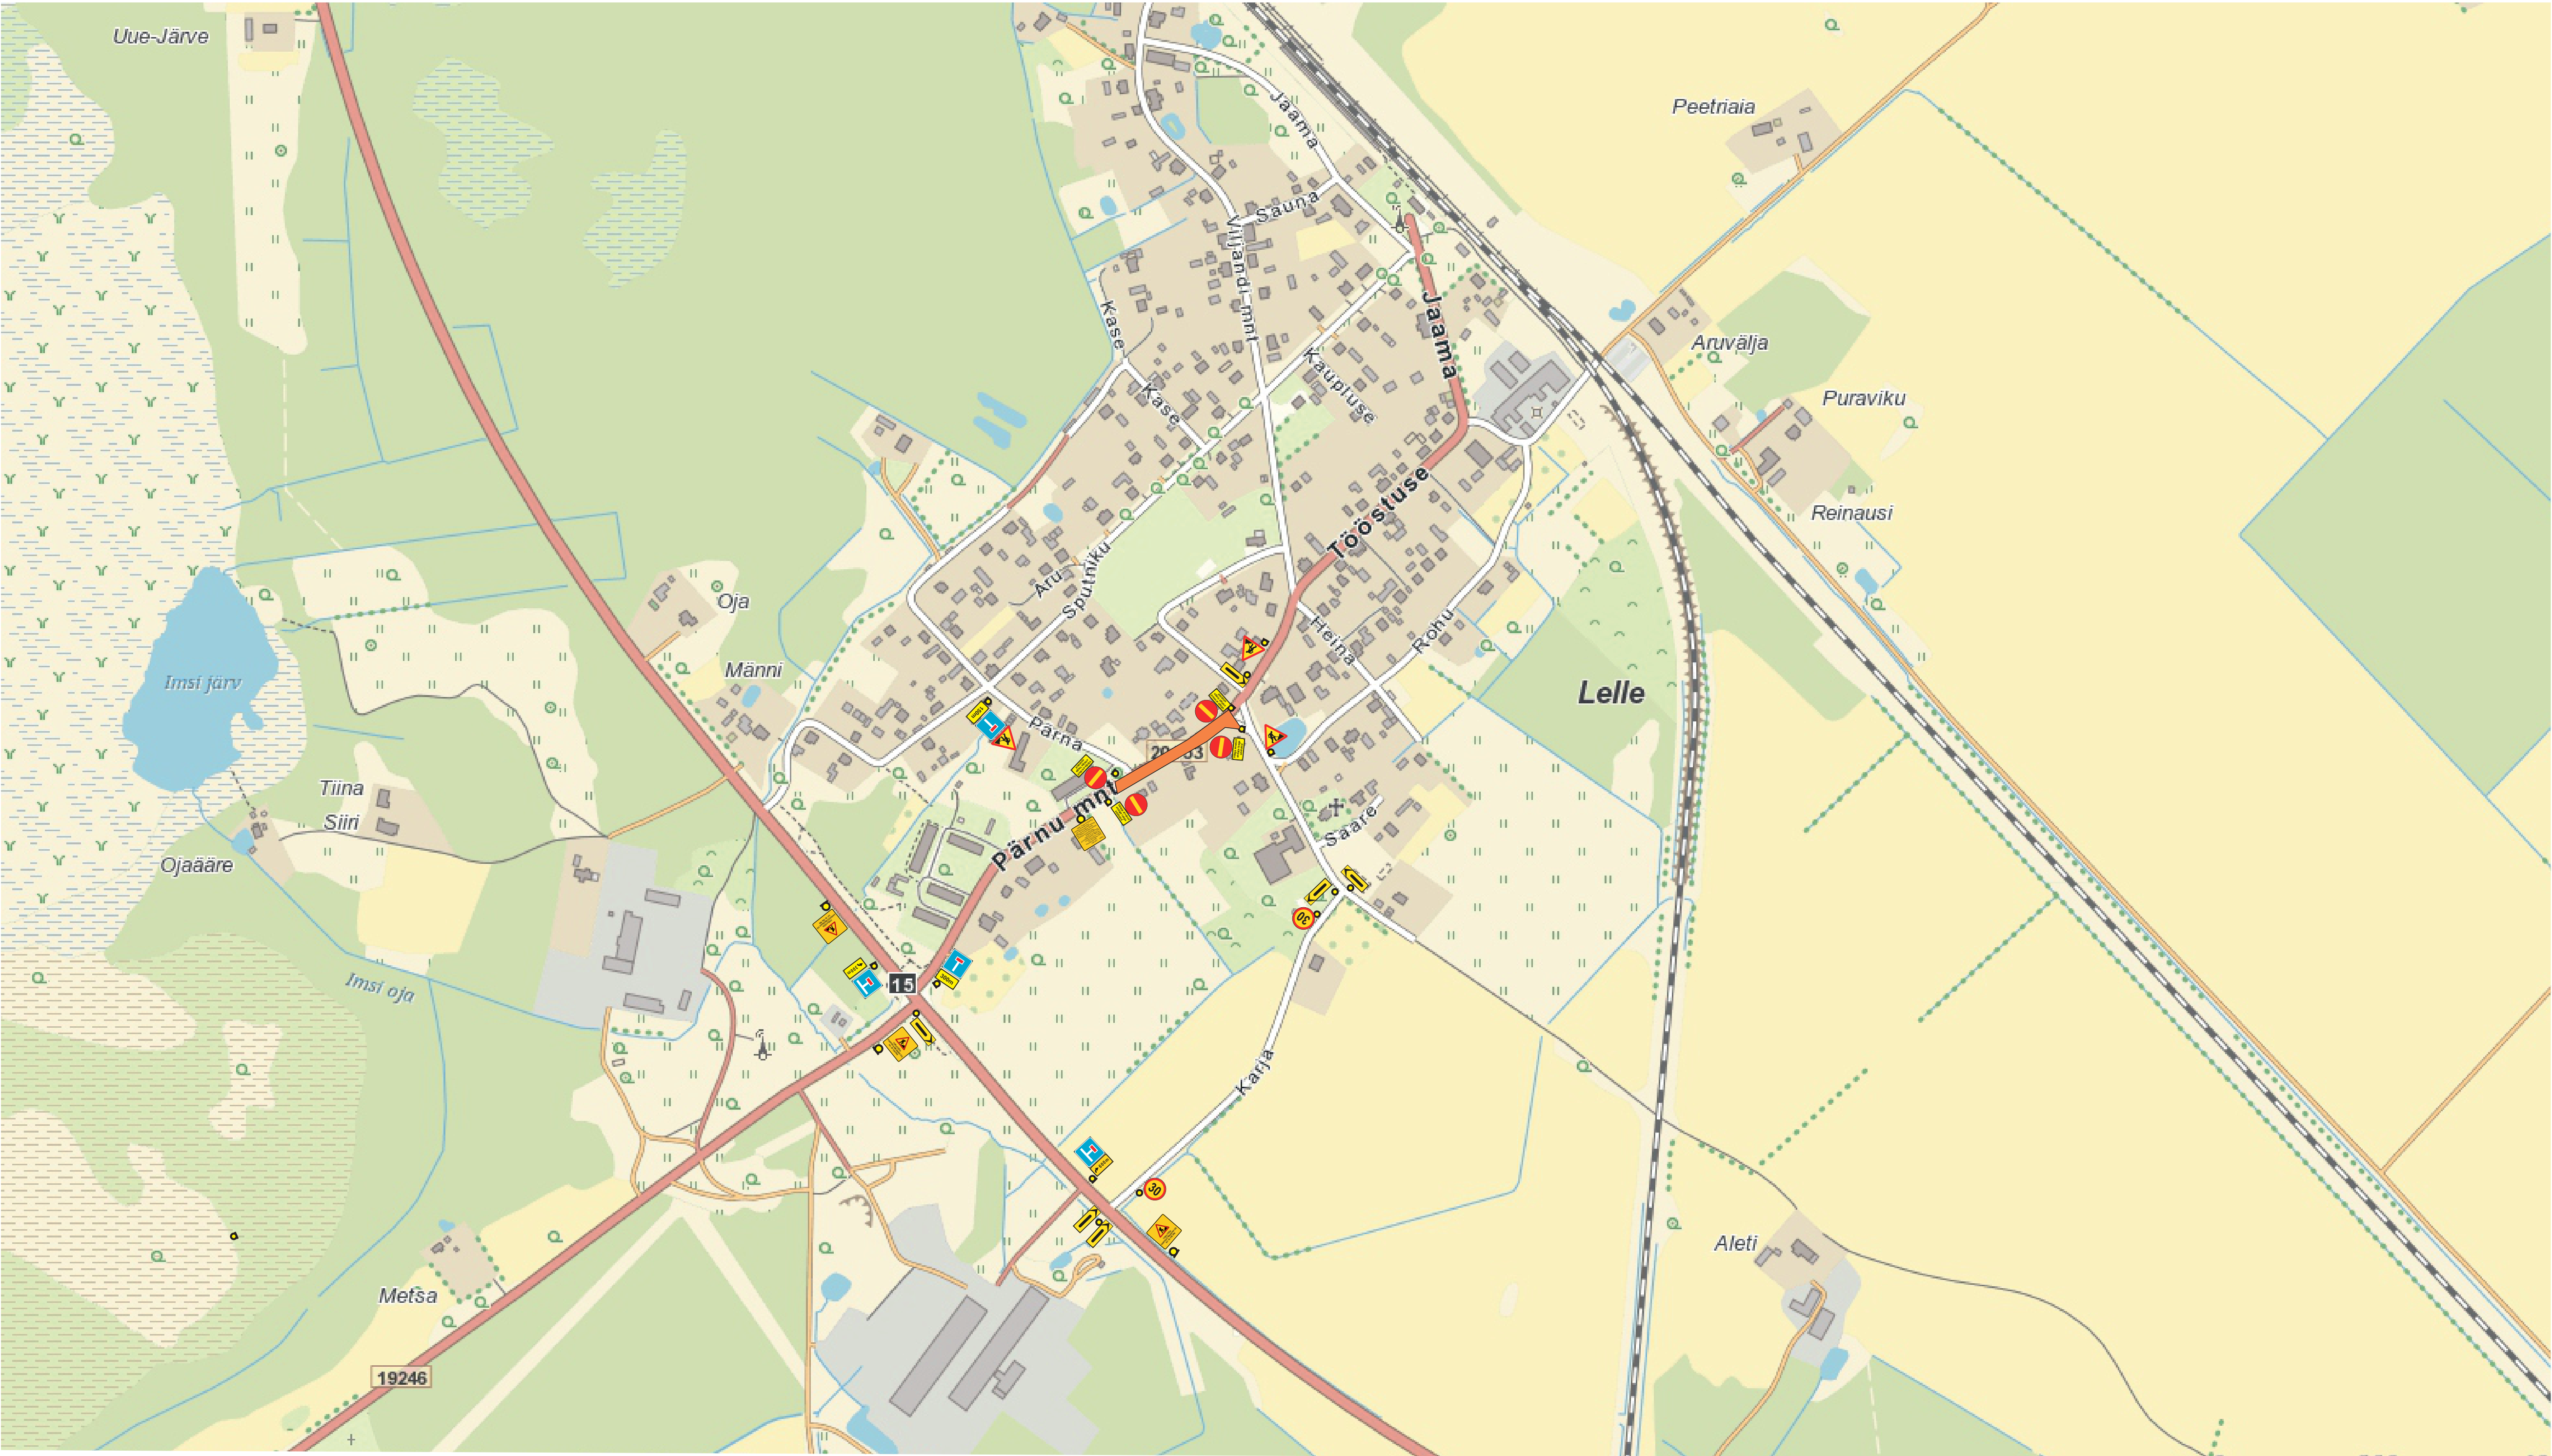 Uue-Järve
Peetriaia
Jaama
Sauna
Viljandi mnt
Jaama
Kase
Kaupluse
Aruvälja
Kase
Puraviku
Tööstuse
Reinausi
Aru
Sputniku
Oja
Heina
Rohu
Männi
Imsi järv
Lelle
Pärna
Tiina
Siiri
Pärnu mnt
Saare
Ojaääre
30
Imsi oja
300m
15
Karja
30
Aleti
Metsa
19246